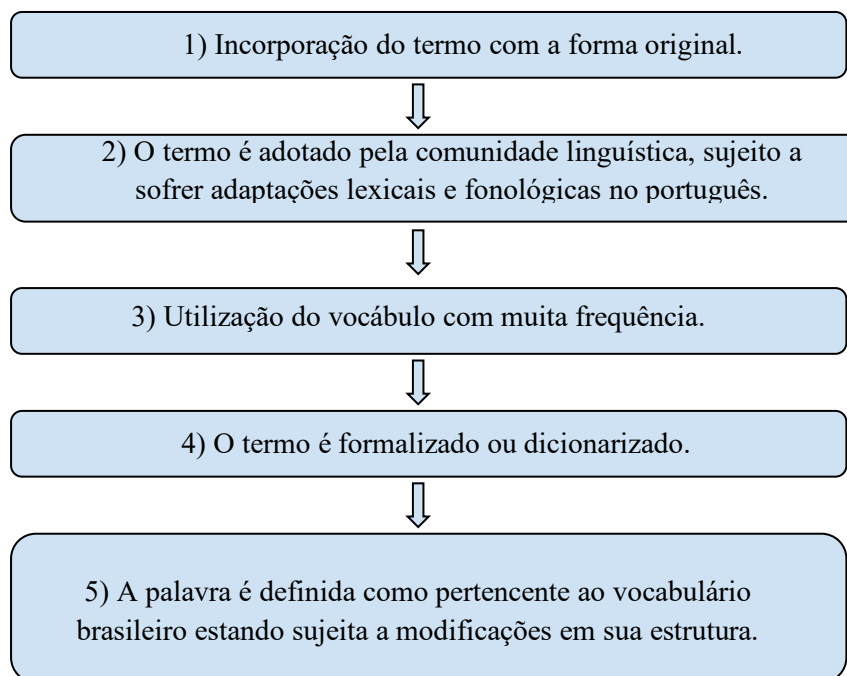 1) Incorporação do termo com a forma original.
2) O termo é adotado pela comunidade linguística, sujeito a
sofrer adaptações lexicais e fonológicas no português.
3) Utilização do vocábulo com muita frequência.
4) O termo é formalizado ou dicionarizado.
5) A palavra é definida como pertencente ao vocabulário
brasileiro estando sujeita a modificações em sua estrutura.